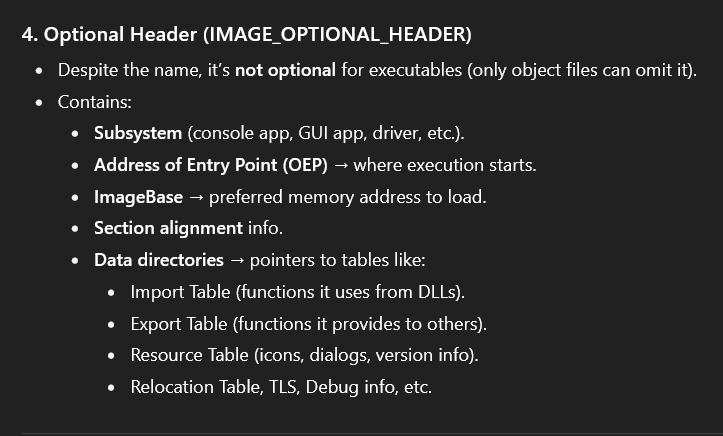 4. Optional Header (IMAGE_OPTIONAL_HEADER)
• Despite the name, it's not optional for executables (only object files can omit it).
• Contains:
• Subsystem (console app, GUI app, driver, etc.).
• Address of Entry Point (OEP) → where execution starts.
• ImageBase → preferred memory address to load.
• Section alignment info.
• Data directories → pointers to tables like:
• Import Table (functions it uses from DLLs).
• Export Table (functions it provides to others).
• Resource Table (icons, dialogs, version info).
• Relocation Table, TLS, Debug info, etc.